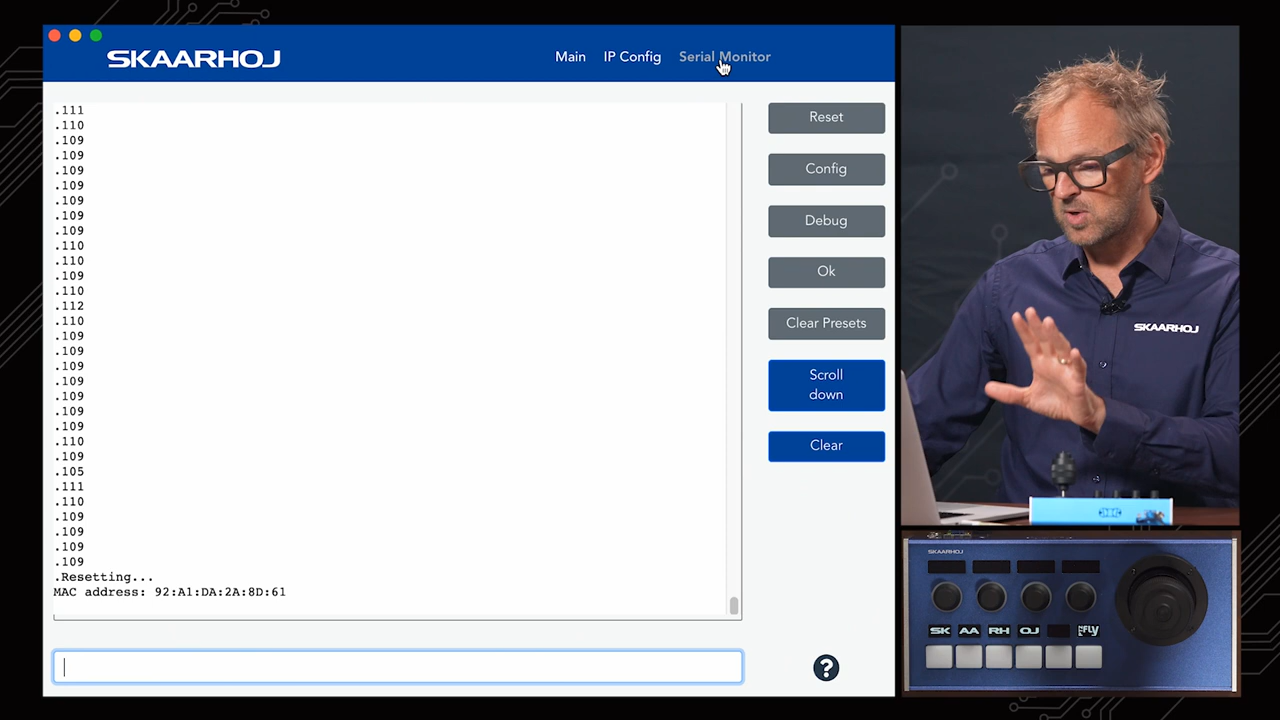 SKAARHOJ
Main
IP Config
Serial Monitor
.111
.110
.109
.109
.109
.109
.109
.109
.109
.110
.110
.109
.110
.112
.110
.109
.109
.109
.109
.109
.109
.109
.110
.109
.105
.111
.110
.109
.109
.109
.109
.Resetting...
MAC address: 92:A1:DA:2A:8D:61
Reset
Config
Debug
Ok
Clear Presets
Scroll
down
Clear
?
SKAARHOJ
SKAARHOJ
SK AA RH OJ FLY